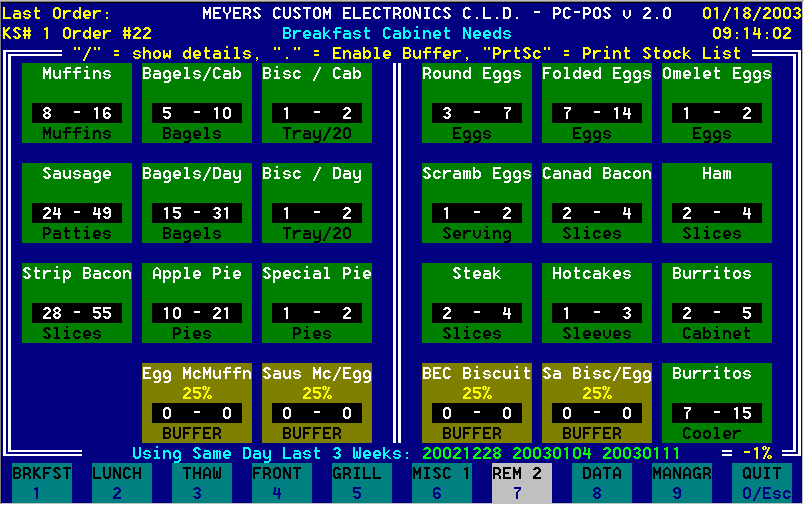 Last Order: MEYERS CUSTOM ELECTRONICS C.L.D. - PC-POS v 2.0 01/18/2003
KS# 1 Order #22 Breakfast Cabinet Needs 09:14:02
"/" = show details, "." = Enable Buffer, "PrtSc" = Print Stock List
Muffins Bagels/Cab Bisc / Cab Round Eggs Folded Eggs Omelet Eggs
8 - 16 5 - 10 1 - 2 3 - 7 7 - 14 1 - 2
Muffins Bagels Tray/20 Eggs Eggs Eggs
Sausage Bagels/Day Bisc / Day Scramb Eggs Canad Bacon Ham
24 - 49 15 - 31 1 - 2 1 - 2 2 - 4 2 - 4
Patties Bagels Tray/20 Serving Slices Slices
Strip Bacon Apple Pie Special Pie Steak Hotcakes Burritos
28 - 55 10 - 21 1 - 2 2 - 4 1 - 3 2 - 5
Slices Pies Pies Slices Sleeves Cabinet
Egg McMuffn Saus Mc/Egg BEC Biscuit Sa Bisc/Egg Burritos
25% 25% 25% 25%
0 - 0 0 - 0 0 - 0 0 - 0 7 - 15
BUFFER BUFFER BUFFER BUFFER Cooler
Using Same Day Last 3 Weeks: 20021228 20030104 20030111 = -1%
BRKFST LUNCH THAW FRONT GRILL MISC 1 REM 2 DATA MANAGR QUIT
1 2 3 4 5 6 7 8 9 0/Esc